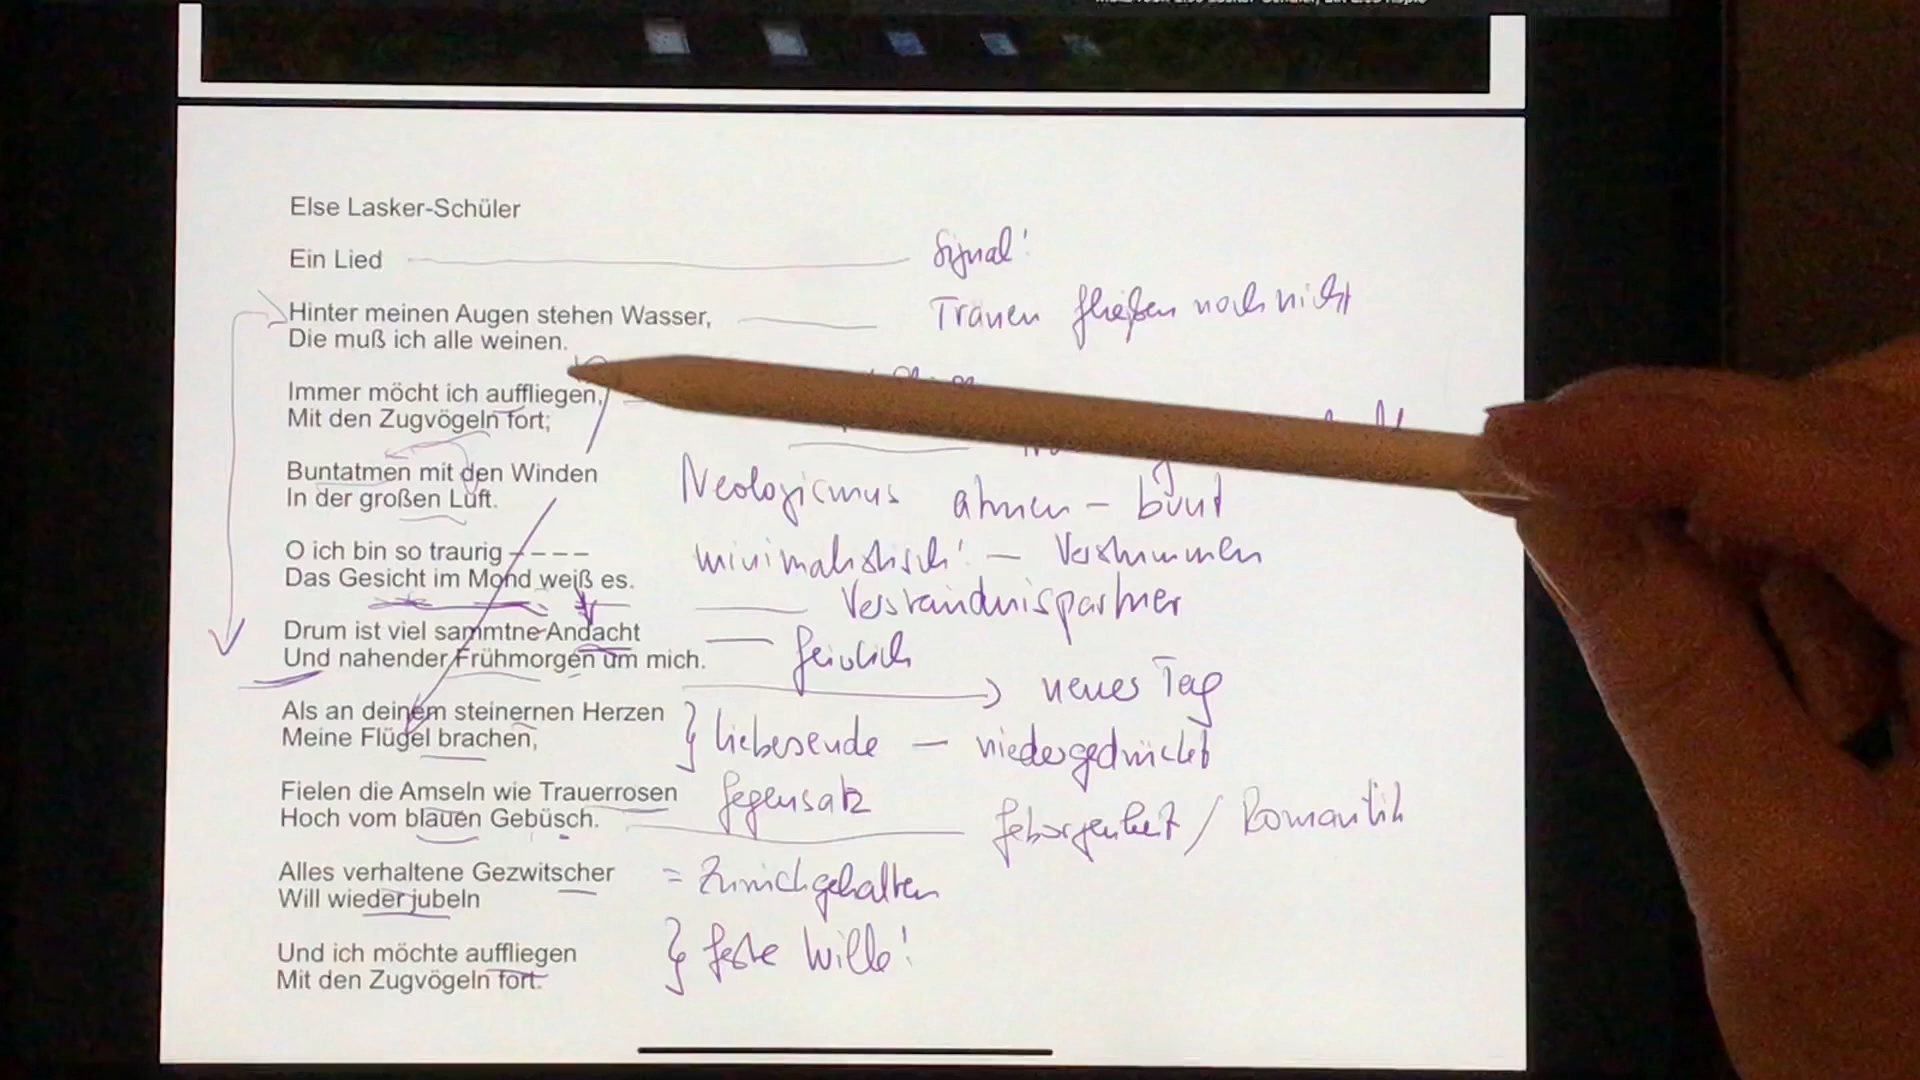 Else Lasker-Schüler
Ein Lied
Signal!
Hinter meinen Augen stehen Wasser,
Tränen fließen noch nicht
Die muß ich alle weinen.
Immer möcht ich auffliegen,
Mit den Zugvögeln fort;
Buntatmen mit den Winden
Neologismus atmen – bunt
In der großen Luft.
O ich bin so traurig – – – –
minimalistisch! – Verstummen
Das Gesicht im Mond weiß es.
Verständnispartner
Drum ist viel sammtne Andacht
feierlich
Und nahender Frühmorgen um mich.
neues Tag
Als an deinem steinernen Herzen
Meine Flügel brachen,
} Liebesende – niedergedrückt
Fielen die Amseln wie Trauerrosen
Gegensatz
Hoch vom blauen Gebüsch.
Geborgenheit / Romantik
Alles verhaltene Gezwitscher
= Zurückgehalten
Will wieder jubeln
Und ich möchte auffliegen
} feste Wille!
Mit den Zugvögeln fort.